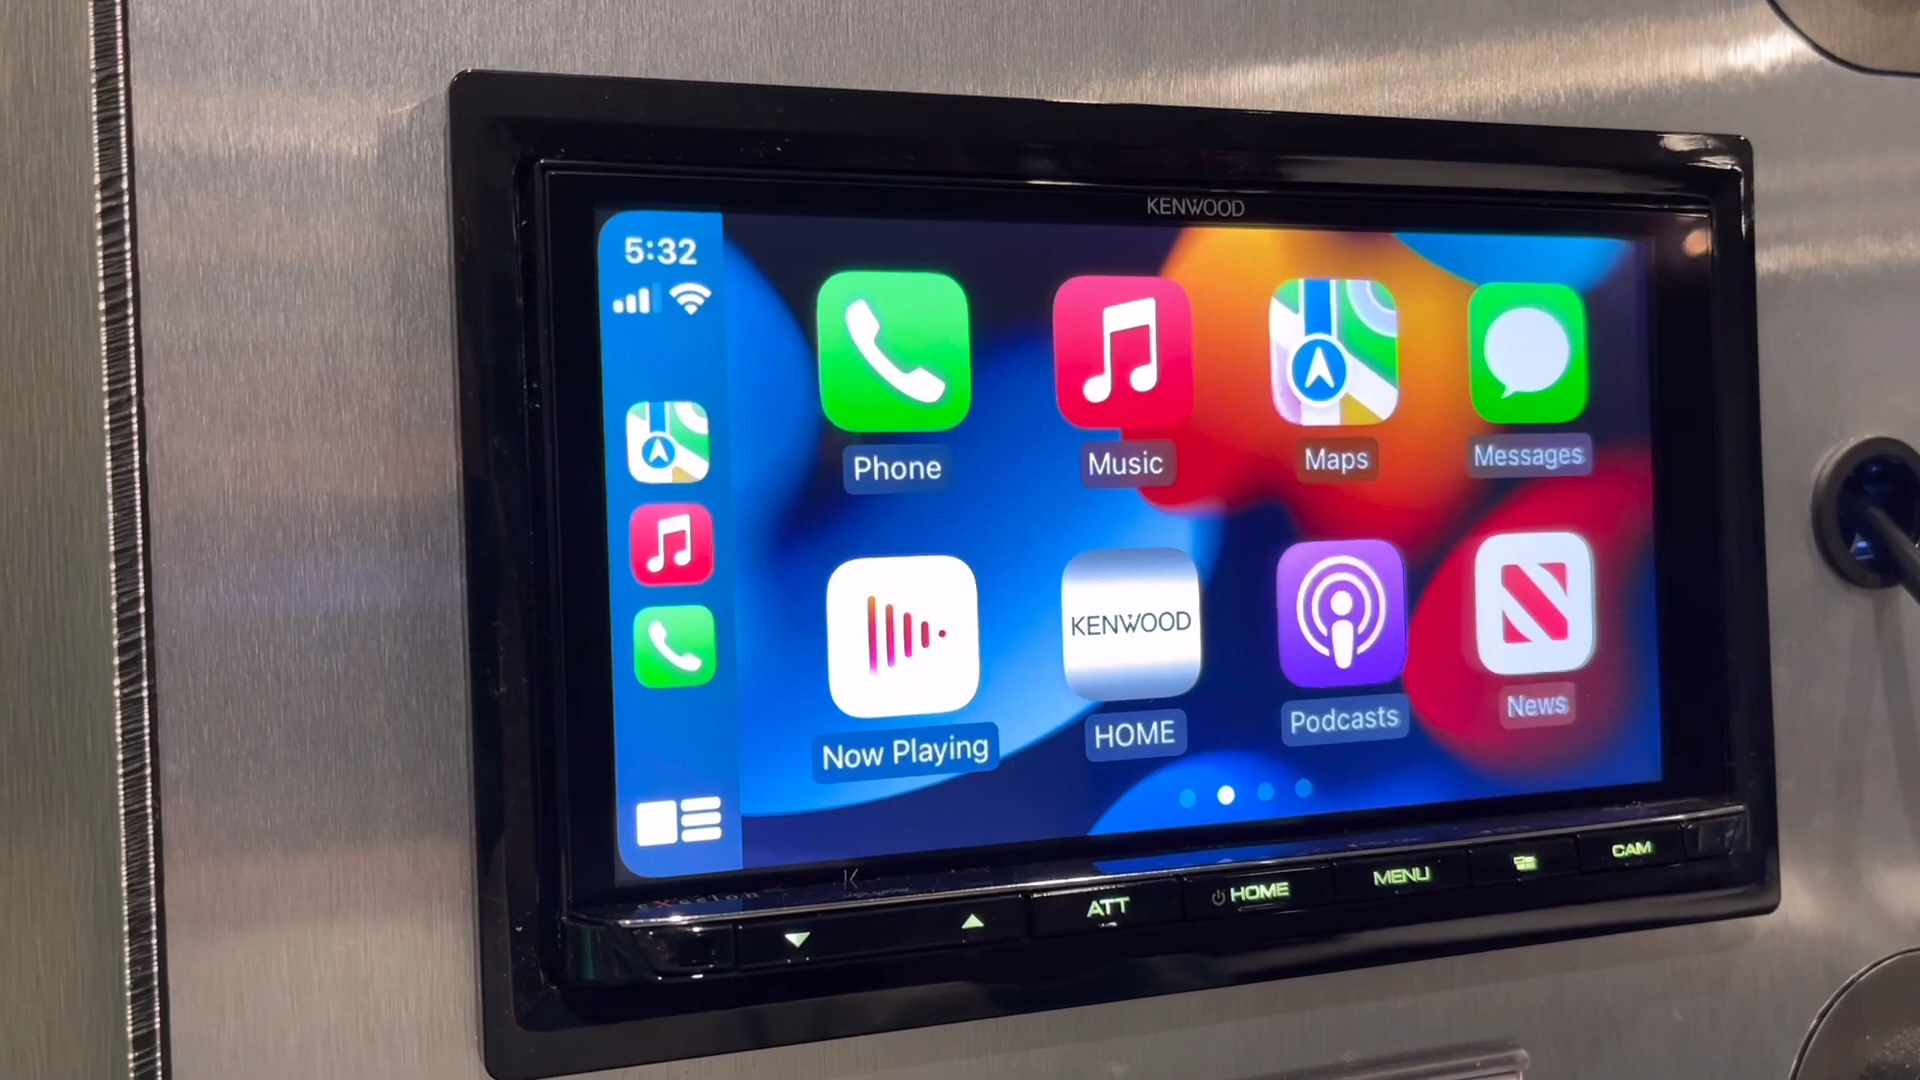 KENWOOD
5:32
Phone
Music
Maps
Messages
KENWOOD
Now Playing
HOME
Podcasts
News
excelon
ATT
HOME
MENU
CAM